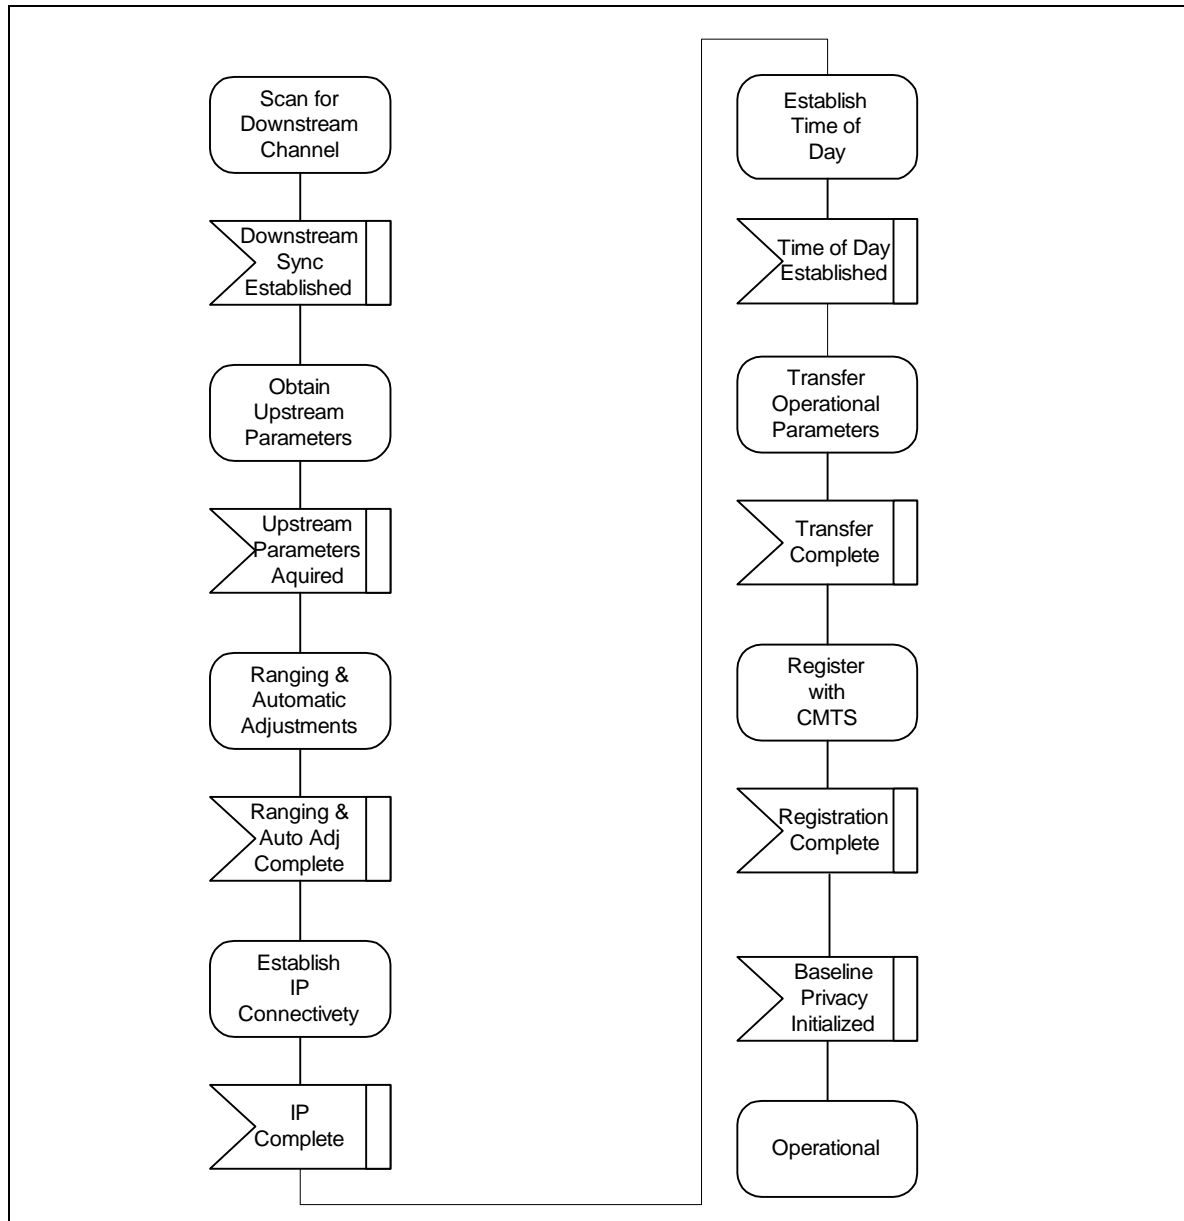 Scan for
Downstream
Channel
Downstream
Sync
Established
Obtain
Upstream
Parameters
Upstream
Parameters
Aquired
Ranging &
Automatic
Adjustments
Ranging &
Auto Adj
Complete
Establish
IP
Connectivety
IP
Complete
Establish
Time of
Day
Time of Day
Established
Transfer
Operational
Parameters
Transfer
Complete
Register
with
CMTS
Registration
Complete
Baseline
Privacy
Initialized
Operational